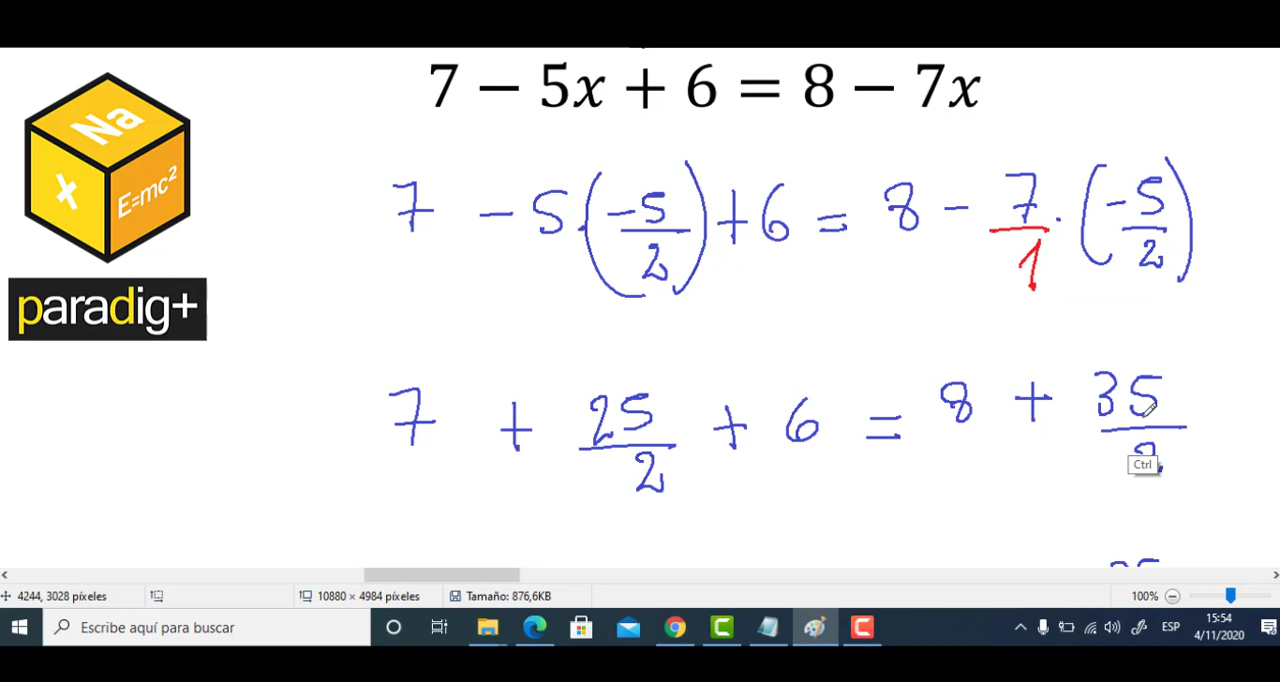 7 − 5x + 6 = 8 − 7x
Na
x
E=mc²
paradig+
7 − 5·(−5/2) + 6 = 8 − 7/1 · (−5/2)
7 + 25/2 + 6 = 8 + 35/2
Ctrl
4244, 3028 píxeles
10880 × 4984 píxeles
Tamaño: 876,6KB
100%
Escribe aquí para buscar
ESP
15:54
4/11/2020